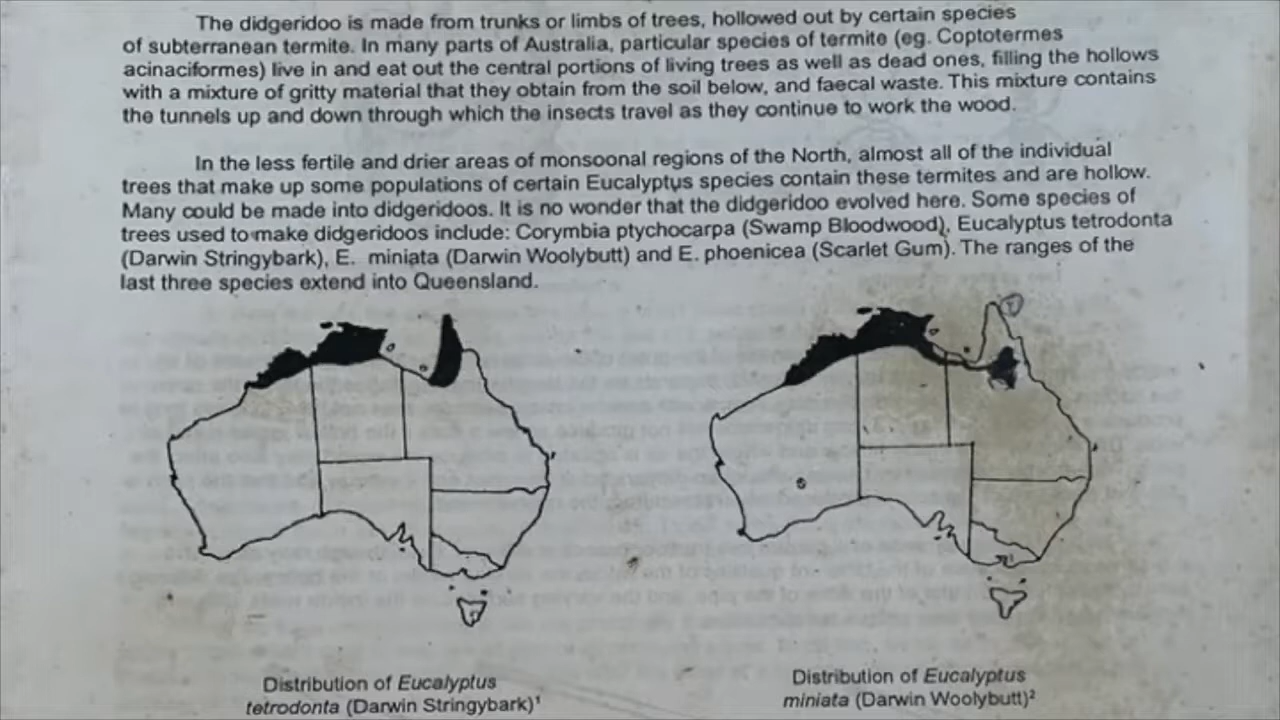 The didgeridoo is made from trunks or limbs of trees, hollowed out by certain species
of subterranean termite. In many parts of Australia, particular species of termite (eg. Coptotermes
acinaciformes) live in and eat out the central portions of living trees as well as dead ones, filling the hollows
with a mixture of gritty material that they obtain from the soil below, and faecal waste. This mixture contains
the tunnels up and down through which the insects travel as they continue to work the wood.
In the less fertile and drier areas of monsoonal regions of the North, almost all of the individual
trees that make up some populations of certain Eucalyptus species contain these termites and are hollow.
Many could be made into didgeridoos. It is no wonder that the didgeridoo evolved here. Some species of
trees used to make didgeridoos include: Corymbia ptychocarpa (Swamp Bloodwood), Eucalyptus tetrodonta
(Darwin Stringybark), E. miniata (Darwin Woolybutt) and E. phoenicea (Scarlet Gum). The ranges of the
last three species extend into Queensland.
Distribution of Eucalyptus
tetrodonta (Darwin Stringybark)¹
Distribution of Eucalyptus
miniata (Darwin Woolybutt)²